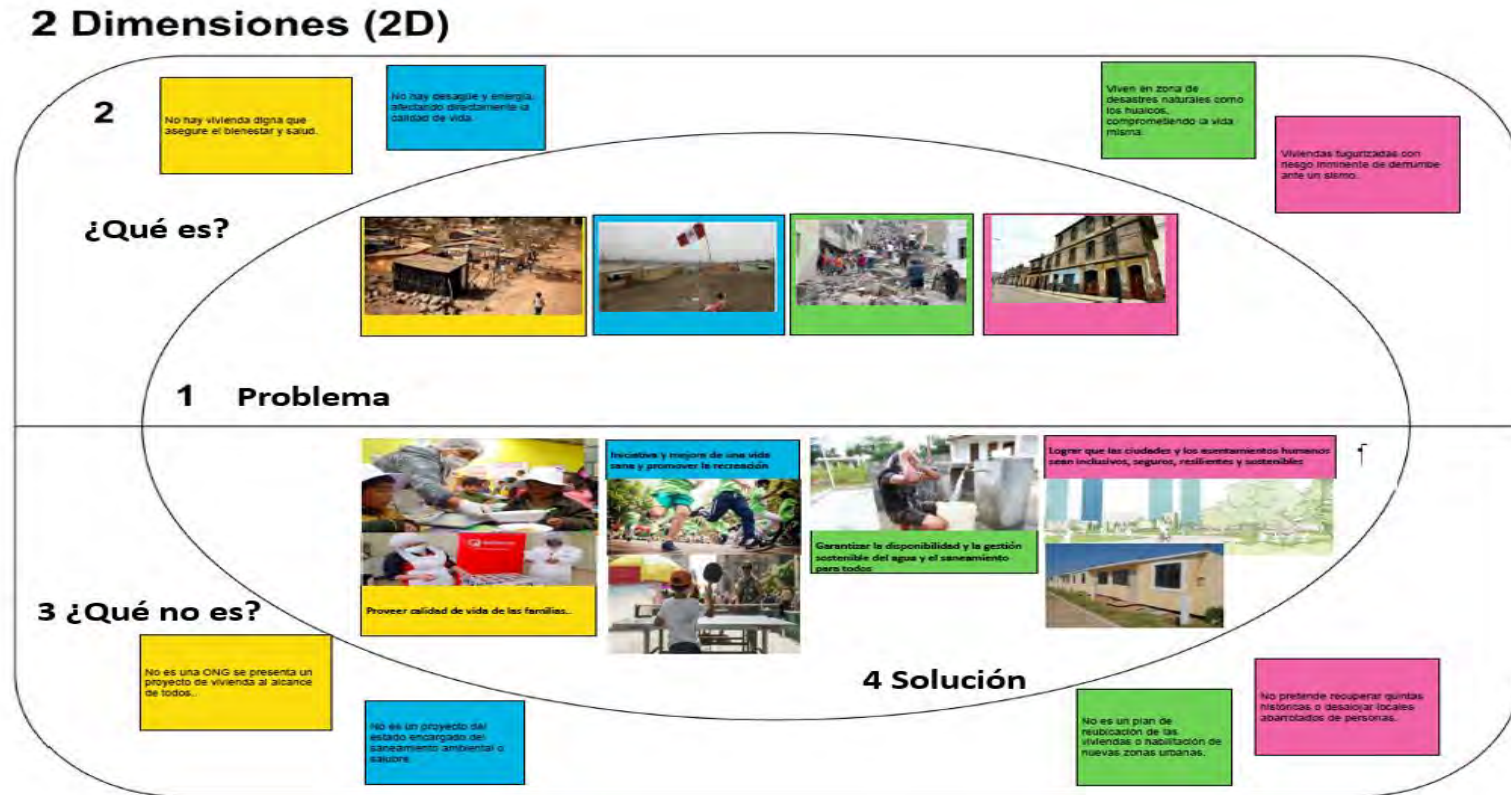 2 Dimensiones (2D)
2
No hay vivienda digna que
asegure el bienestar y salud.
No hay desagüe y energía,
afectando directamente la
calidad de vida.
Viven en zona de
desastres naturales como
los huaicos,
comprometiendo la vida
misma.
Viviendas tugurizadas con
riesgo inminente de derrumbe
ante un sismo.
¿Qué es?
1 Problema
Iniciativa y mejora de una vida
sana y promover la recreación
Lograr que las ciudades y los asentamientos humanos
sean inclusivos, seguros, resilientes y sostenibles
Garantizar la disponibilidad y la gestión
sostenible del agua y el saneamiento
para todos
Proveer calidad de vida de las familias..
3 ¿Qué no es?
4 Solución
No es una ONG se presenta un
proyecto de vivienda al alcance
de todos..
No es un proyecto del
estado encargado del
saneamiento ambiental o
salubre.
No es un plan de
reubicación de las
viviendas o habilitación de
nuevas zonas urbanas.
No pretende recuperar quintas
históricas o desalojar locales
abarrotados de personas.